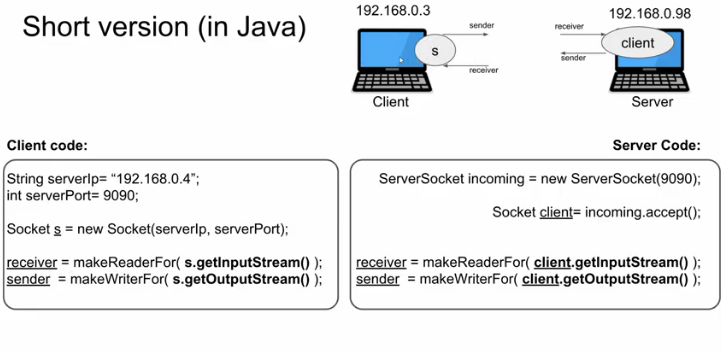 Short version (in Java)
192.168.0.3
192.168.0.98
sender
receiver
s
client
receiver
sender
Client
Server
Client code:
Server Code:
String serverIp= “192.168.0.4”;
int serverPort= 9090;
Socket s = new Socket(serverIp, serverPort);
receiver = makeReaderFor( s.getInputStream() );
sender = makeWriterFor( s.getOutputStream() );
ServerSocket incoming = new ServerSocket(9090);
Socket client= incoming.accept();
receiver = makeReaderFor( client.getInputStream() );
sender = makeWriterFor( client.getOutputStream() );